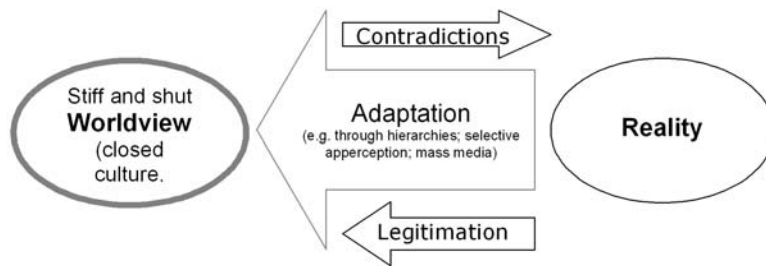 Stiff and shut
Worldview
(closed
culture.
Contradictions
Adaptation
(e.g. through hierarchies; selective
apperception; mass media)
Legitimation
Reality